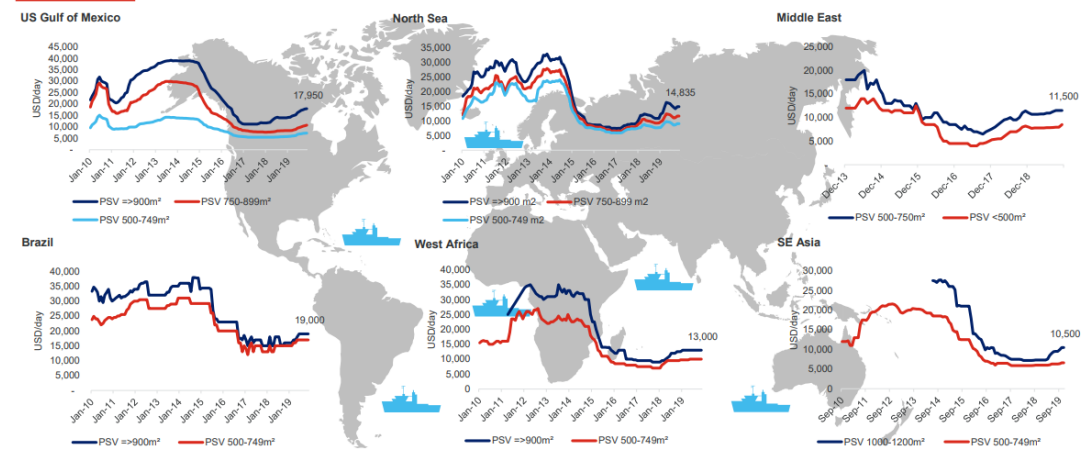 US Gulf of Mexico
45,000
40,000
35,000
30,000
25,000
20,000
15,000
10,000
5,000
-
USD/day
17,950
Jan-10
Jan-11
Jan-12
Jan-13
Jan-14
Jan-15
Jan-16
Jan-17
Jan-18
Jan-19
PSV =>900m²
PSV 750-899m²
PSV 500-749m²
North Sea
35,000
30,000
25,000
20,000
15,000
10,000
5,000
USD/day
14,835
Jan-10
Jan-11
Jan-12
Jan-13
Jan-14
Jan-15
Jan-16
Jan-17
Jan-18
Jan-19
PSV =>900 m2
PSV 750-899 m2
PSV 500-749 m2
Middle East
25,000
20,000
15,000
10,000
5,000
USD/day
11,500
Dec-13
Dec-14
Dec-15
Dec-16
Dec-17
Dec-18
PSV 500-750m²
PSV <500m²
Brazil
40,000
35,000
30,000
25,000
20,000
15,000
10,000
5,000
-
USD/day
19,000
Jan-10
Jan-11
Jan-12
Jan-13
Jan-14
Jan-15
Jan-16
Jan-17
Jan-18
Jan-19
PSV =>900m²
PSV 500-749m²
West Africa
40,000
35,000
30,000
25,000
20,000
15,000
10,000
5,000
0
USD/day
13,000
Jan-10
Jan-11
Jan-12
Jan-13
Jan-14
Jan-15
Jan-16
Jan-17
Jan-18
Jan-19
PSV =>900m²
PSV 500-749m²
SE Asia
30,000
25,000
20,000
15,000
10,000
5,000
0
USD/day
10,500
Sep-10
Sep-11
Sep-12
Sep-13
Sep-14
Sep-15
Sep-16
Sep-17
Sep-18
Sep-19
PSV 1000-1200m²
PSV 500-749m²